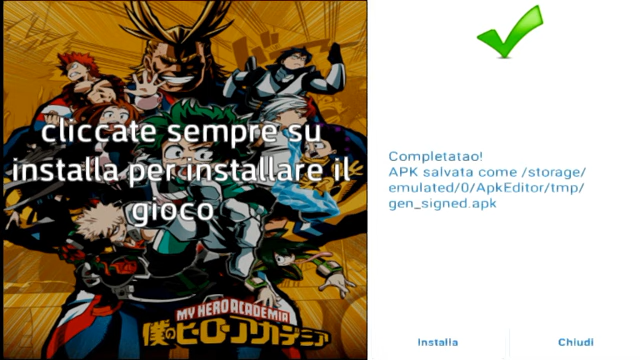 cliccate sempre su
installa per installare il
gioco
MY HERO ACADEMIA
僕のヒーローアカデミア
Completatao!
APK salvata come /storage/
emulated/0/ApkEditor/tmp/
gen_signed.apk
Installa
Chiudi